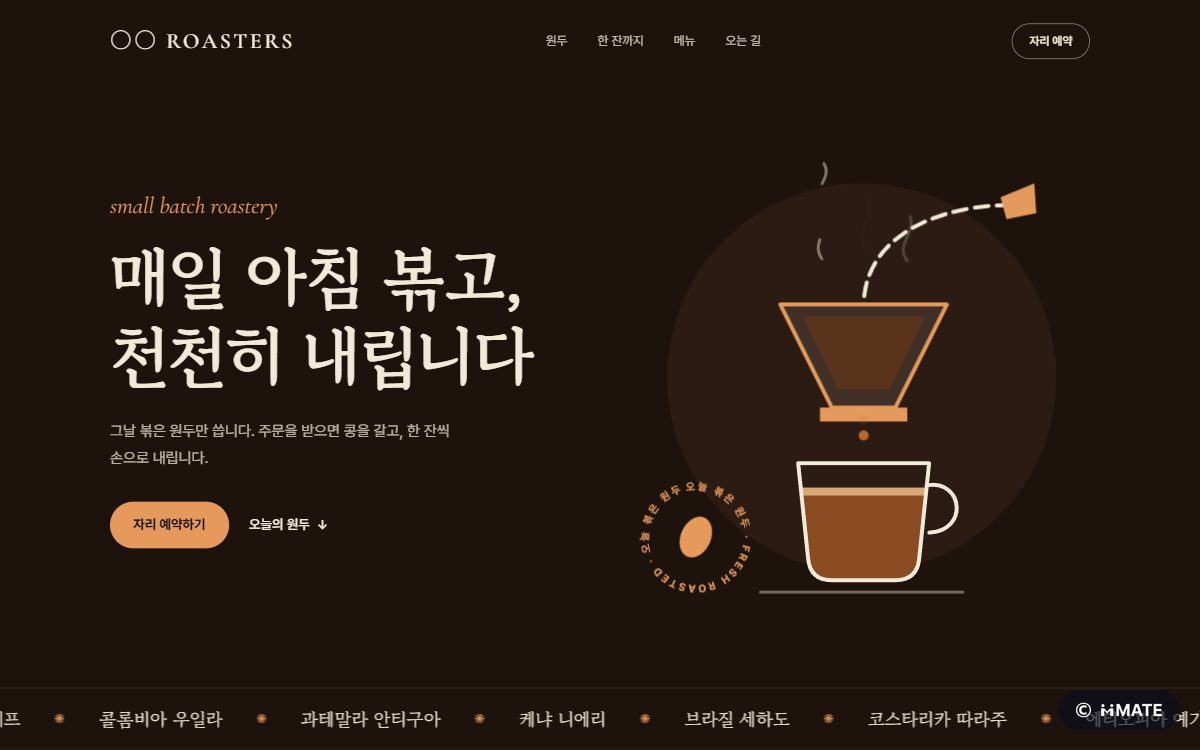 〇〇 ROASTERS
원두
한 잔까지
메뉴
오는 길
자리 예약
small batch roastery
매일 아침 볶고,
천천히 내립니다
그날 볶은 원두만 씁니다. 주문을 받으면 콩을 갈고, 한 잔씩
손으로 내립니다.
자리 예약하기
오늘의 원두 ↓
오늘 볶은 원두 · FRESH ROASTED · 오늘 볶은 원두
콜롬비아 우일라
과테말라 안티구아
케냐 니에리
브라질 세하도
코스타리카 따라주
© MATE